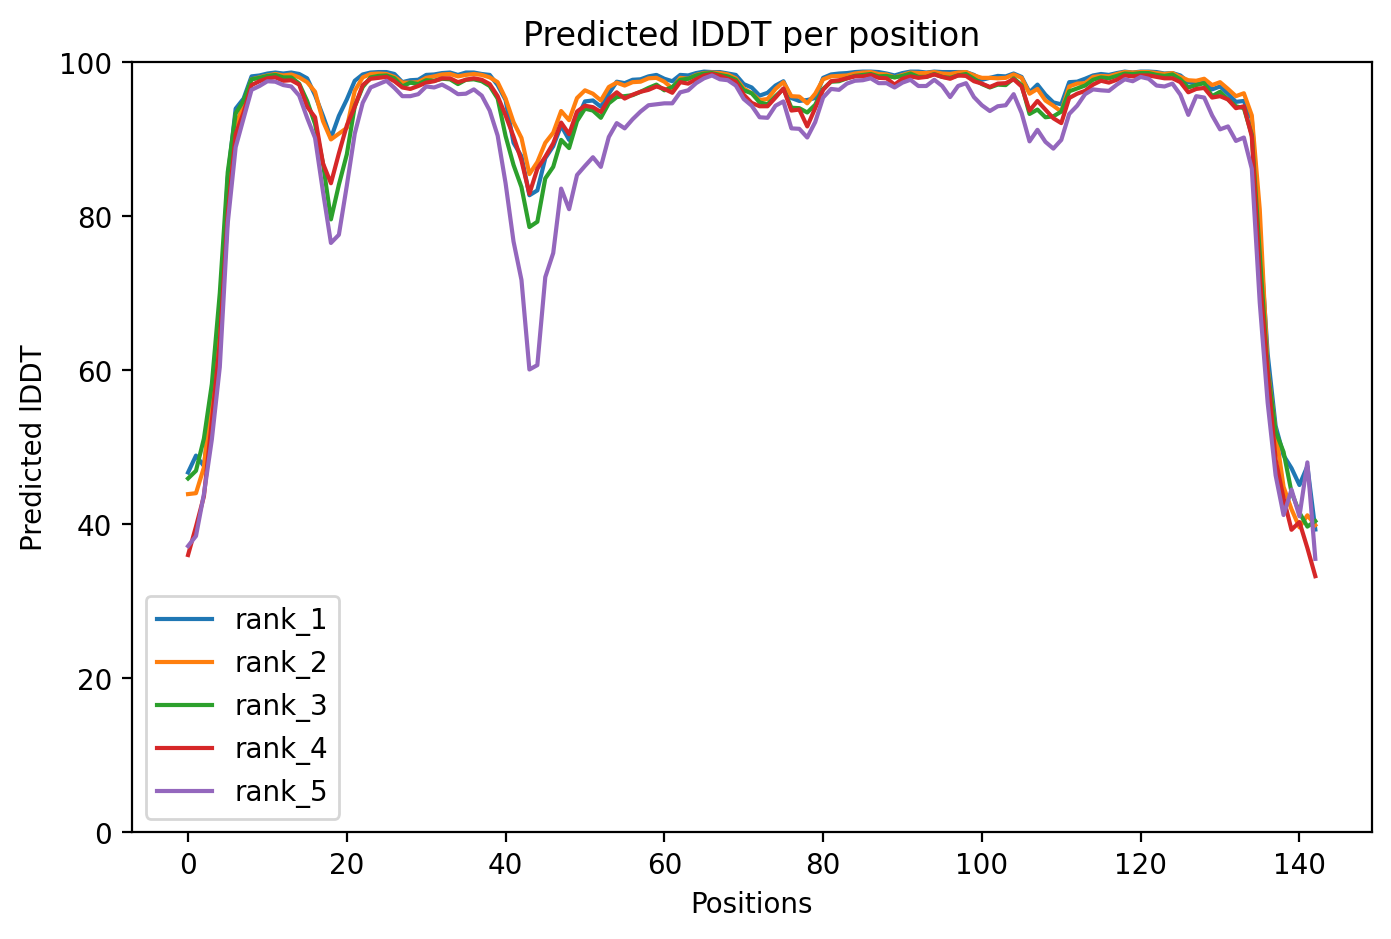 Predicted lDDT per position
100
80
60
40
20
0
Predicted lDDT
rank_1
rank_2
rank_3
rank_4
rank_5
0 20 40 60 80 100 120 140
Positions